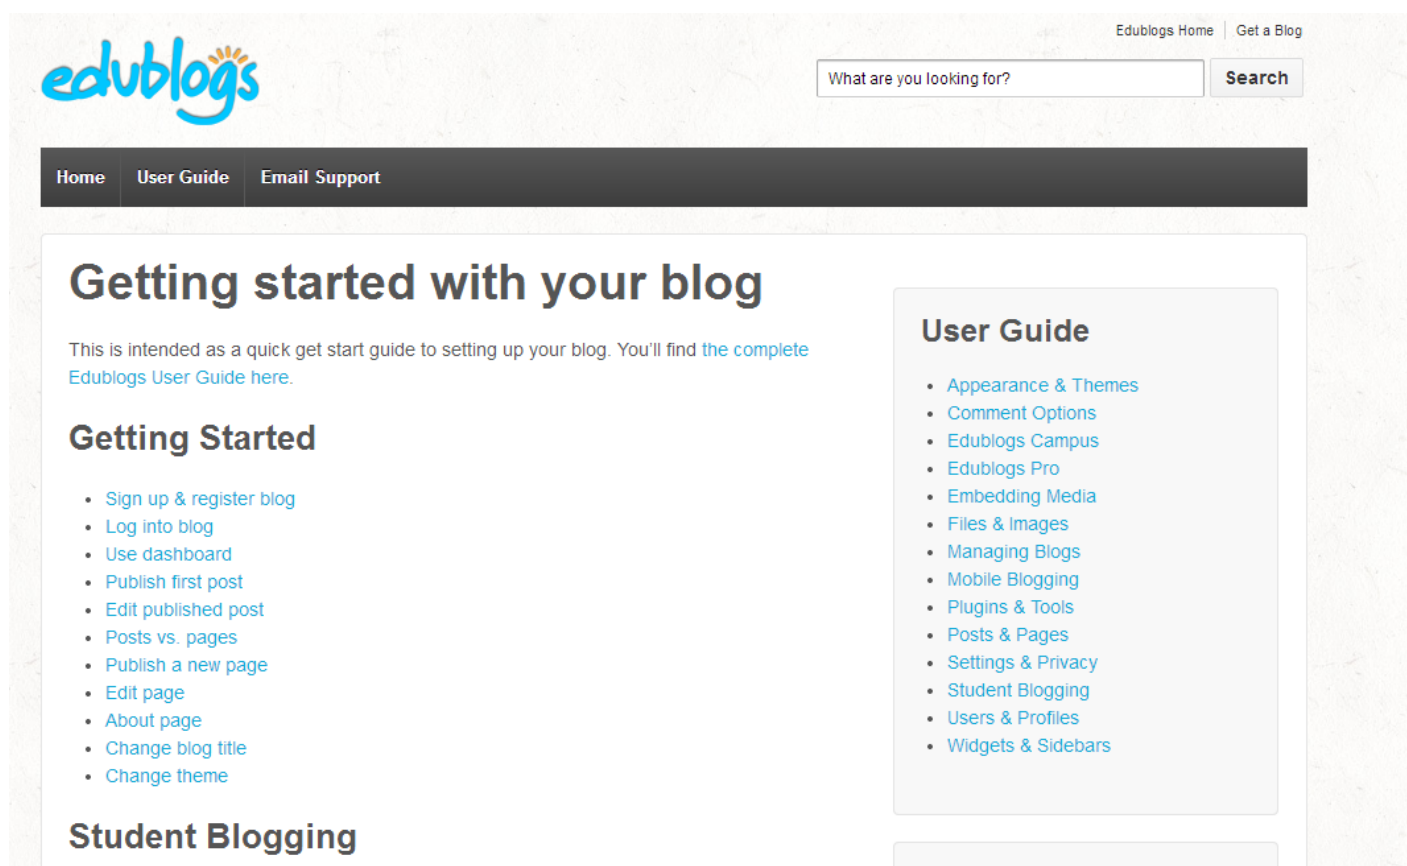 Edublogs Home
Get a Blog
edublogs
What are you looking for?
Search
Home
User Guide
Email Support
Getting started with your blog
This is intended as a quick get start guide to setting up your blog. You'll find the complete
Edublogs User Guide here.
Getting Started
Sign up & register blog
Log into blog
Use dashboard
Publish first post
Edit published post
Posts vs. pages
Publish a new page
Edit page
About page
Change blog title
Change theme
Student Blogging
User Guide
Appearance & Themes
Comment Options
Edublogs Campus
Edublogs Pro
Embedding Media
Files & Images
Managing Blogs
Mobile Blogging
Plugins & Tools
Posts & Pages
Settings & Privacy
Student Blogging
Users & Profiles
Widgets & Sidebars